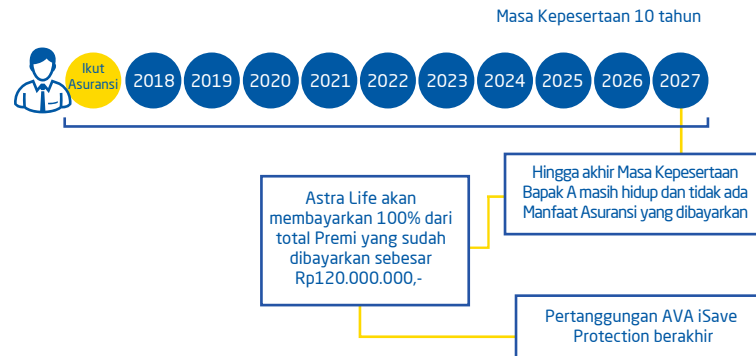 Masa Kepesertaan 10 tahun
Ikut
Asuransi
2018 2019 2020 2021 2022 2023 2024 2025 2026 2027
Hingga akhir Masa Kepesertaan
Bapak A masih hidup dan tidak ada
Manfaat Asuransi yang dibayarkan
Astra Life akan
membayarkan 100% dari
total Premi yang sudah
dibayarkan sebesar
Rp120.000.000,-
Pertanggungan AVA iSave
Protection berakhir